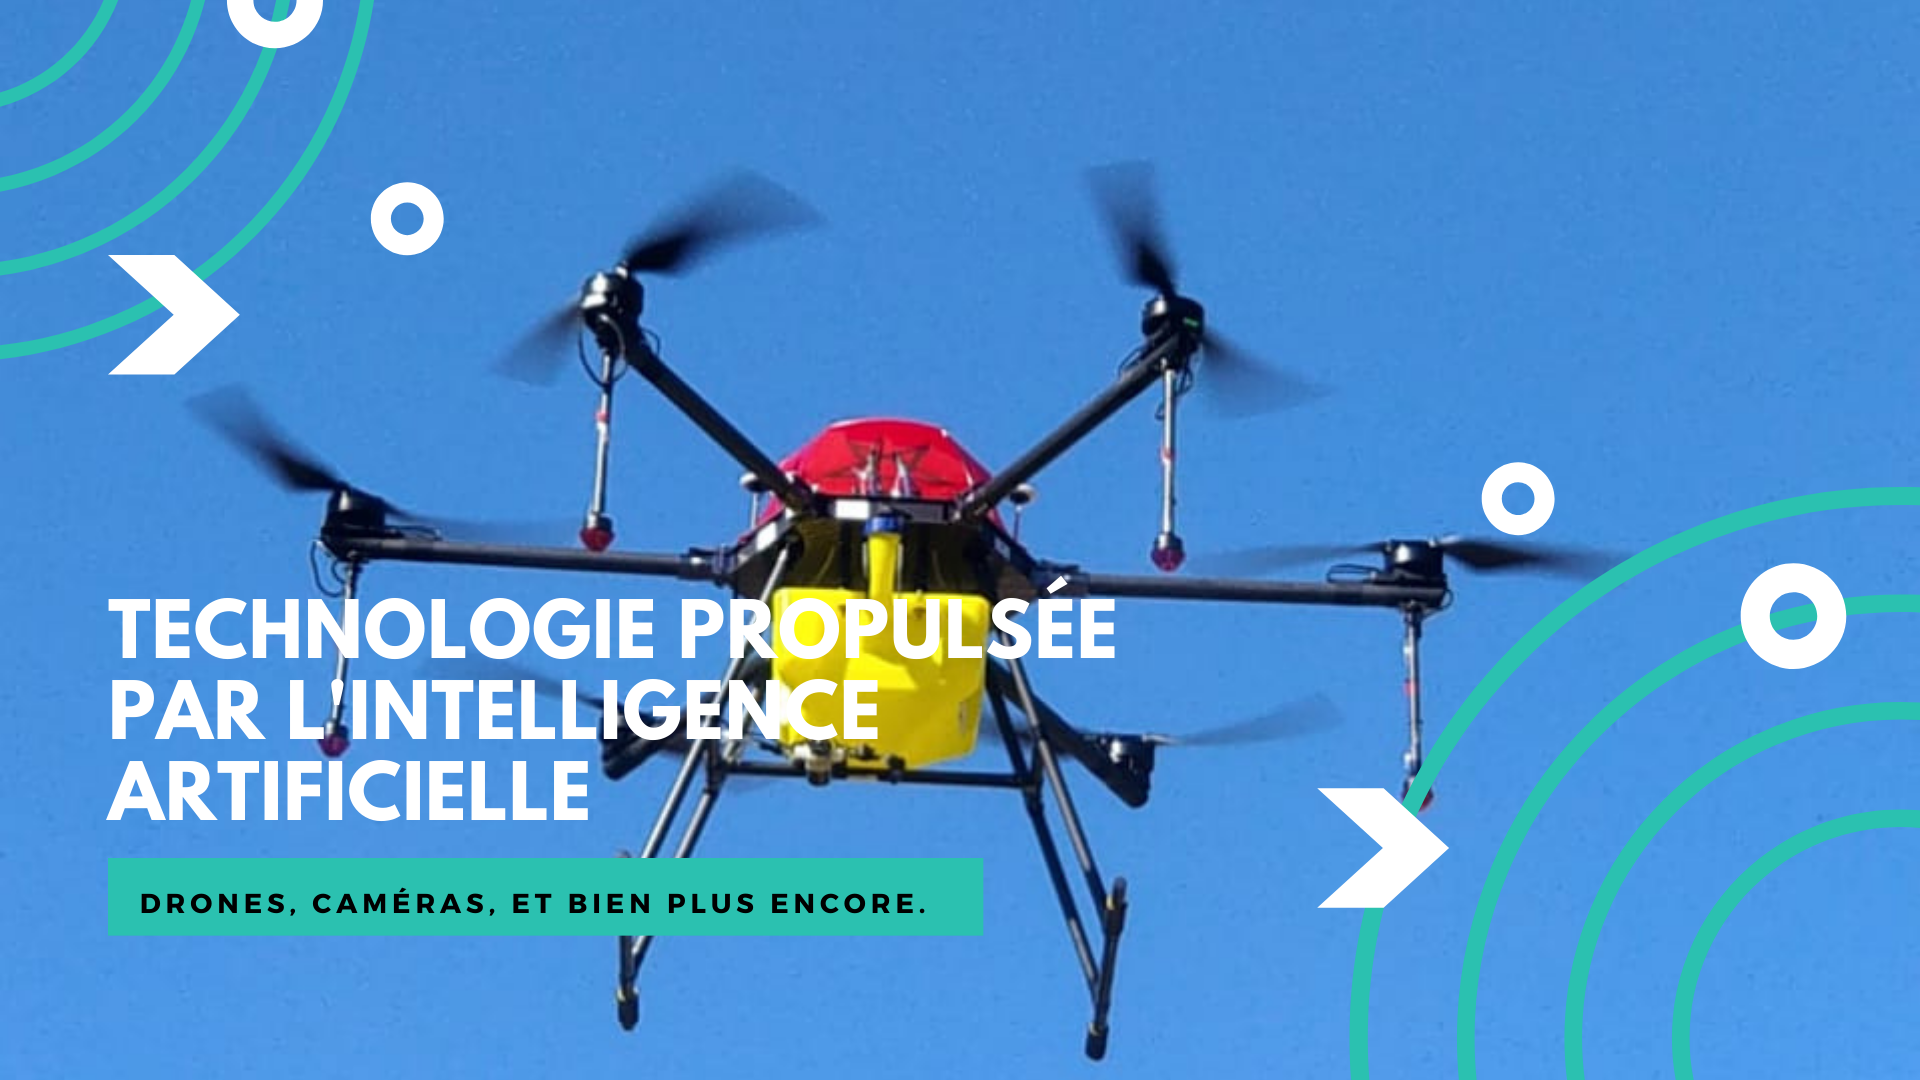 TECHNOLOGIE PROPULSÉE
PAR L'INTELLIGENCE
ARTIFICIELLE
DRONES, CAMÉRAS, ET BIEN PLUS ENCORE.